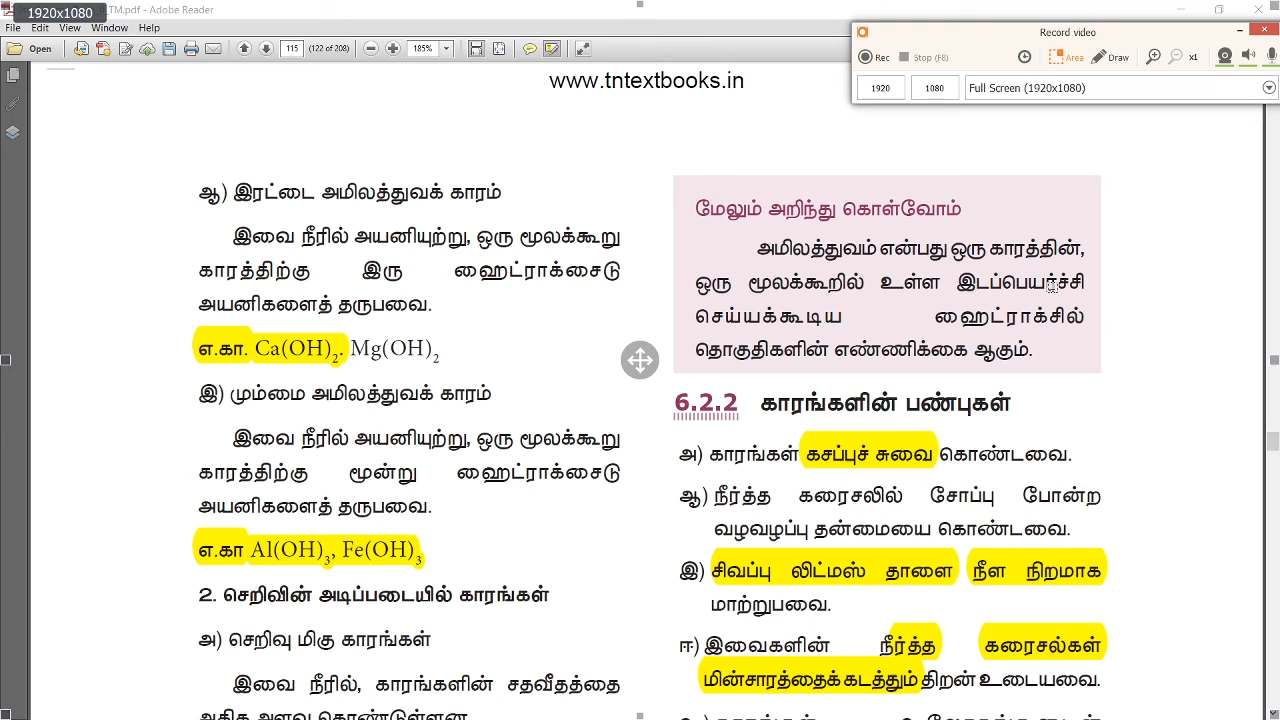 1920x1080
_TM.pdf - Adobe Reader
File Edit View Window Help
Open
115 (122 of 208) 185%
Record video
Rec Stop (F8) Area Draw x1
1920 1080 Full Screen (1920x1080)
www.tntextbooks.in
ஆ) இரட்டை அமிலத்துவக் காரம்
இவை நீரில் அயனியுற்று, ஒரு மூலக்கூறு
காரத்திற்கு இரு ஹைட்ராக்சைடு
அயனிகளைத் தருபவை.
எ.கா. Ca(OH)₂. Mg(OH)₂
இ) மும்மை அமிலத்துவக் காரம்
இவை நீரில் அயனியுற்று, ஒரு மூலக்கூறு
காரத்திற்கு மூன்று ஹைட்ராக்சைடு
அயனிகளைத் தருபவை.
எ.கா Al(OH)₃, Fe(OH)₃
2. செறிவின் அடிப்படையில் காரங்கள்
அ) செறிவு மிகு காரங்கள்
இவை நீரில், காரங்களின் சதவீதத்தை
அதிக அளவு கொண்டுள்ளன
மேலும் அறிந்து கொள்வோம்
அமிலத்துவம் என்பது ஒரு காரத்தின்,
ஒரு மூலக்கூறில் உள்ள இடப்பெயர்ச்சி
செய்யக்கூடிய ஹைட்ராக்சில்
தொகுதிகளின் எண்ணிக்கை ஆகும்.
6.2.2 காரங்களின் பண்புகள்
அ) காரங்கள் கசப்புச் சுவை கொண்டவை.
ஆ) நீர்த்த கரைசலில் சோப்பு போன்ற
வழவழப்பு தன்மையை கொண்டவை.
இ) சிவப்பு லிட்மஸ் தாளை நீள நிறமாக
மாற்றுபவை.
ஈ) இவைகளின் நீர்த்த கரைசல்கள்
மின்சாரத்தைக் கடத்தும் திறன் உடையவை.